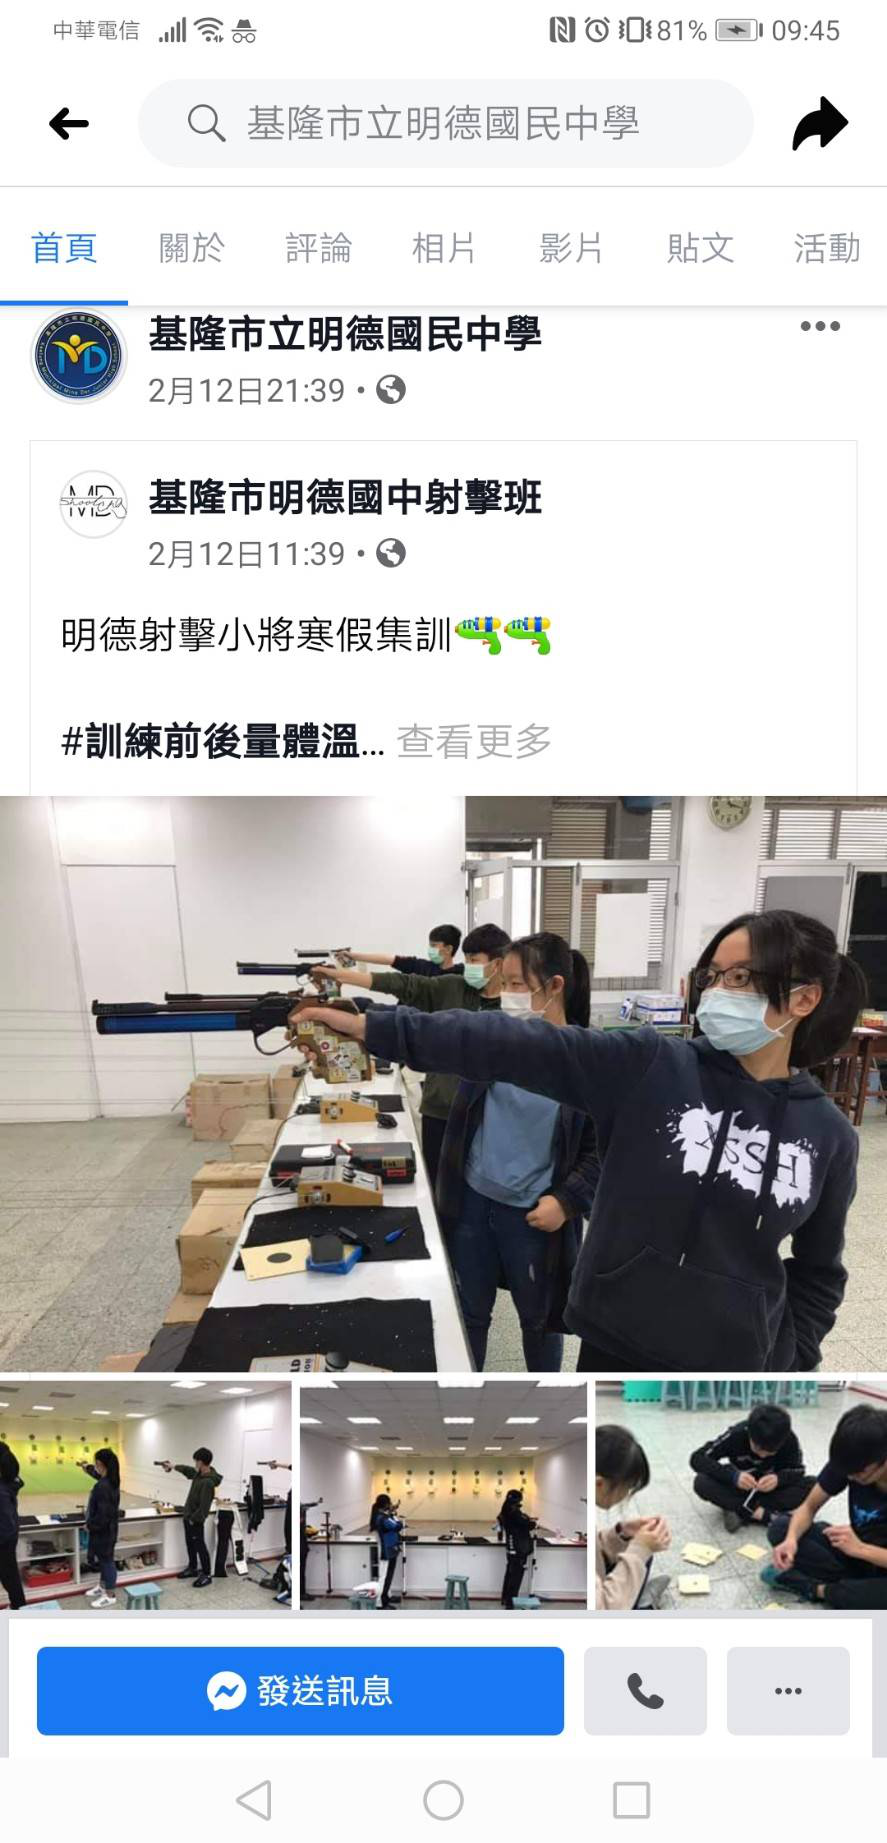 中華電信 81% 09:45
基隆市立明德國民中學
首頁 關於 評論 相片 影片 貼文 活動
基隆市立明德國民中學
2月12日21:39
MD
基隆市明德國中射擊班
2月12日11:39
明德射擊小將寒假集訓
#訓練前後量體溫... 查看更多
發送訊息